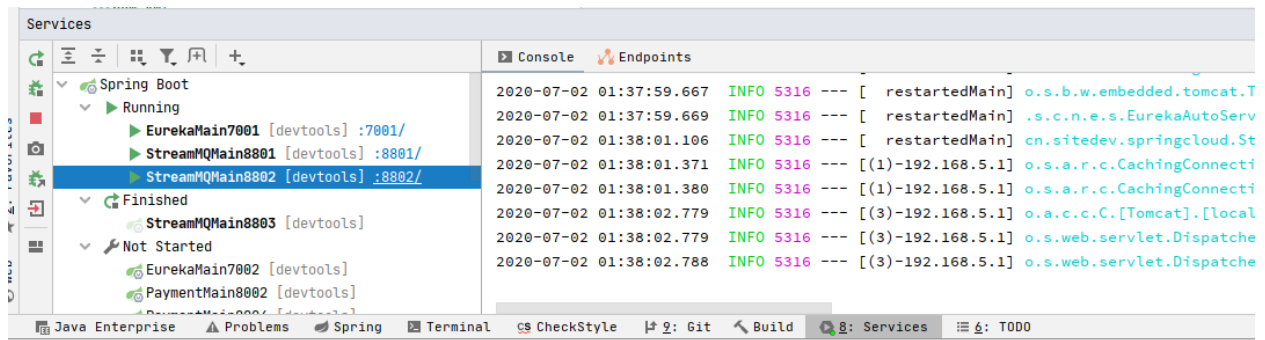 Services
Console Endpoints
Spring Boot
Running
EurekaMain7001 [devtools] :7001/
StreamMQMain8801 [devtools] :8801/
StreamMQMain8802 [devtools] :8802/
Finished
StreamMQMain8803 [devtools]
Not Started
EurekaMain7002 [devtools]
PaymentMain8002 [devtools]
2020-07-02 01:37:59.667 INFO 5316 --- [ restartedMain] o.s.b.w.embedded.tomcat.T
2020-07-02 01:37:59.669 INFO 5316 --- [ restartedMain] .s.c.n.e.s.EurekaAutoServ
2020-07-02 01:38:01.106 INFO 5316 --- [ restartedMain] cn.sitedev.springcloud.St
2020-07-02 01:38:01.371 INFO 5316 --- [(1)-192.168.5.1] o.s.a.r.c.CachingConnecti
2020-07-02 01:38:01.380 INFO 5316 --- [(1)-192.168.5.1] o.s.a.r.c.CachingConnecti
2020-07-02 01:38:02.779 INFO 5316 --- [(3)-192.168.5.1] o.a.c.c.C.[Tomcat].[local
2020-07-02 01:38:02.779 INFO 5316 --- [(3)-192.168.5.1] o.s.web.servlet.Dispatche
2020-07-02 01:38:02.788 INFO 5316 --- [(3)-192.168.5.1] o.s.web.servlet.Dispatche
Java Enterprise Problems Spring Terminal CS CheckStyle 9: Git Build 8: Services 6: TODO